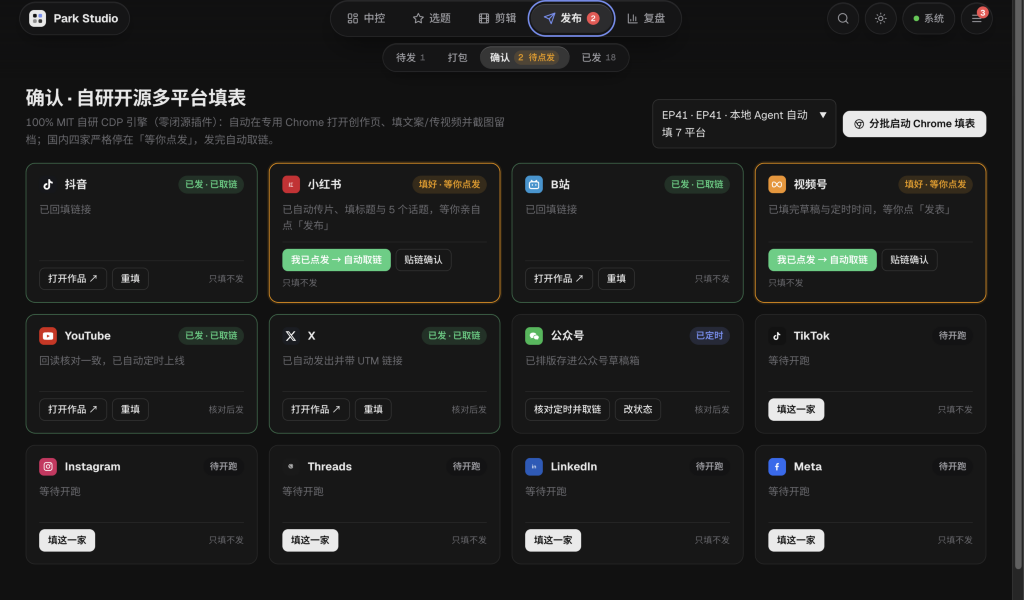 Park Studio
中控 选题 剪辑 发布 2 复盘
系统 3
待发 1 打包 确认 2 待点发 已发 18
确认 · 自研开源多平台填表
100% MIT 自研 CDP 引擎（零闭源插件）：自动在专用 Chrome 打开创作页、填文案/传视频并截图留
档；国内四家严格停在「等你点发」，发完自动取链。
EP41 · EP41 · 本地 Agent 自动
填 7 平台
分批启动 Chrome 填表
抖音 已发 · 已取链
已回填链接
打开作品 ↗ 重填 只填不发
小红书 填好 · 等你点发
已自动传片、填标题与 5 个话题，等你亲自
点「发布」
我已点发 → 自动取链 贴链确认
只填不发
B站 已发 · 已取链
已回填链接
打开作品 ↗ 重填 只填不发
视频号 填好 · 等你点发
已填完草稿与定时时间，等你点「发表」
我已点发 → 自动取链 贴链确认
只填不发
YouTube 已发 · 已取链
回读核对一致，已自动定时上线
打开作品 ↗ 重填 核对后发
X 已发 · 已取链
已自动发出并带 UTM 链接
打开作品 ↗ 重填 核对后发
公众号 已定时
已排版存进公众号草稿箱
核对定时并取链 改状态 核对后发
TikTok 待开跑
等待开跑
填这一家 只填不发
Instagram 待开跑
等待开跑
填这一家 只填不发
Threads 待开跑
等待开跑
填这一家 只填不发
LinkedIn 待开跑
等待开跑
填这一家 只填不发
Meta 待开跑
等待开跑
填这一家 只填不发